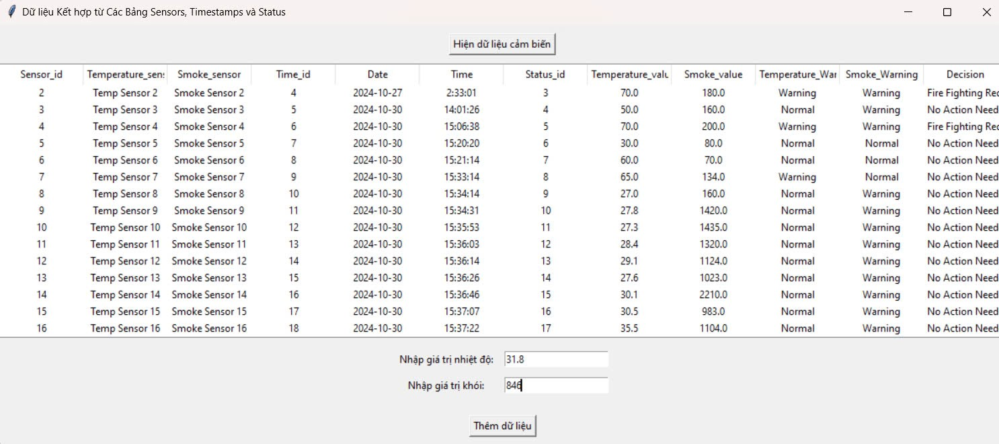 Dữ liệu Kết hợp từ Các Bảng Sensors, Timestamps và Status
Hiện dữ liệu cảm biến
Sensor_id Temperature_sens Smoke_sensor Time_id Date Time Status_id Temperature_valu Smoke_value Temperature_War Smoke_Warning Decision
2 Temp Sensor 2 Smoke Sensor 2 4 2024-10-27 2:33:01 3 70.0 180.0 Warning Warning Fire Fighting Rec
3 Temp Sensor 3 Smoke Sensor 3 5 2024-10-30 14:01:26 4 50.0 160.0 Normal Warning No Action Need
4 Temp Sensor 4 Smoke Sensor 4 6 2024-10-30 15:06:38 5 70.0 200.0 Warning Warning Fire Fighting Rec
5 Temp Sensor 5 Smoke Sensor 5 7 2024-10-30 15:20:20 6 30.0 80.0 Normal Normal No Action Need
6 Temp Sensor 6 Smoke Sensor 6 8 2024-10-30 15:21:14 7 60.0 70.0 Normal Normal No Action Need
7 Temp Sensor 7 Smoke Sensor 7 9 2024-10-30 15:33:14 8 65.0 134.0 Warning Normal No Action Need
8 Temp Sensor 8 Smoke Sensor 8 10 2024-10-30 15:34:14 9 27.0 160.0 Normal Warning No Action Need
9 Temp Sensor 9 Smoke Sensor 9 11 2024-10-30 15:34:31 10 27.8 1420.0 Normal Warning No Action Need
10 Temp Sensor 10 Smoke Sensor 10 12 2024-10-30 15:35:53 11 27.3 1435.0 Normal Warning No Action Need
11 Temp Sensor 11 Smoke Sensor 11 13 2024-10-30 15:36:03 12 28.4 1320.0 Normal Warning No Action Need
12 Temp Sensor 12 Smoke Sensor 12 14 2024-10-30 15:36:14 13 29.1 1124.0 Normal Warning No Action Need
13 Temp Sensor 13 Smoke Sensor 13 15 2024-10-30 15:36:26 14 27.6 1023.0 Normal Warning No Action Need
14 Temp Sensor 14 Smoke Sensor 14 16 2024-10-30 15:36:46 15 30.1 2210.0 Normal Warning No Action Need
15 Temp Sensor 15 Smoke Sensor 15 17 2024-10-30 15:37:07 16 30.5 983.0 Normal Warning No Action Need
16 Temp Sensor 16 Smoke Sensor 16 18 2024-10-30 15:37:22 17 35.5 1104.0 Normal Warning No Action Need
Nhập giá trị nhiệt độ: 31.8
Nhập giá trị khói: 846
Thêm dữ liệu